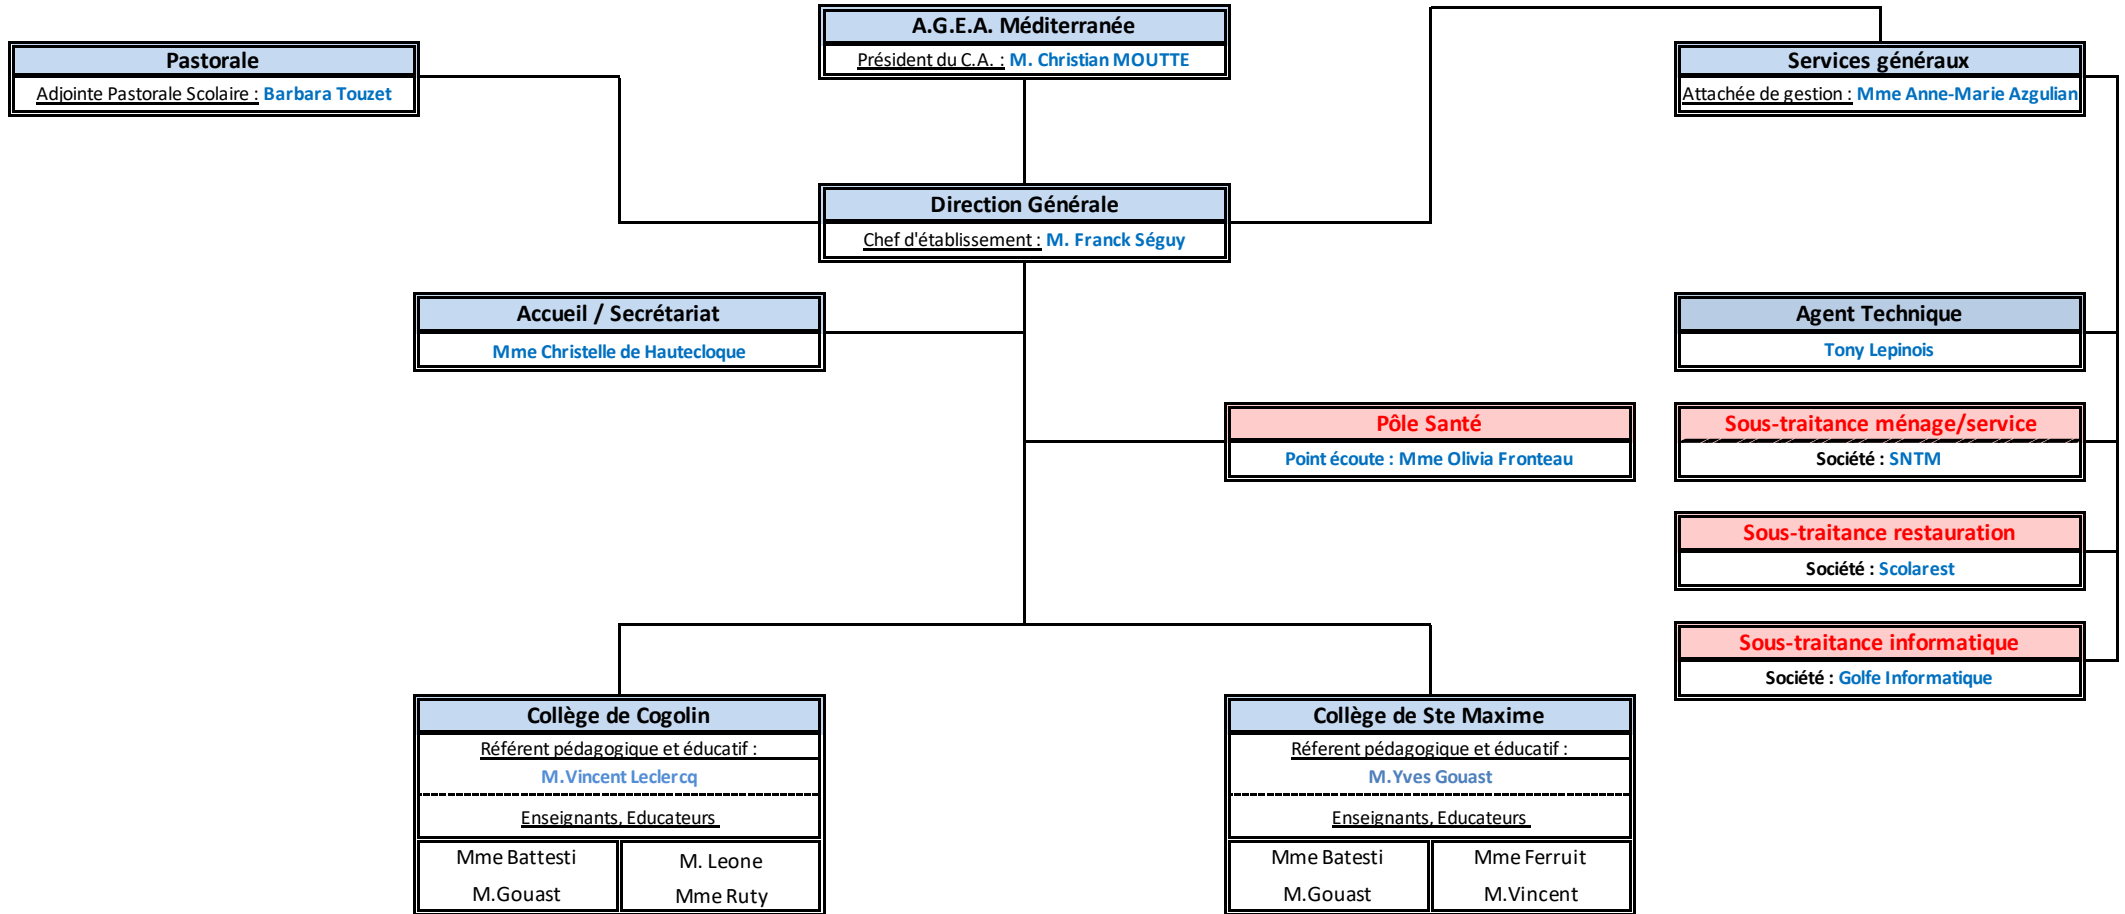 A.G.E.A. Méditerranée
Président du C.A. : M. Christian MOUTTE
Pastorale
Adjointe Pastorale Scolaire : Barbara Touzet
Services généraux
Attachée de gestion : Mme Anne-Marie Azgulian
Direction Générale
Chef d'établissement : M. Franck Séguy
Accueil / Secrétariat
Mme Christelle de Hautecloque
Agent Technique
Tony Lepinois
Pôle Santé
Point écoute : Mme Olivia Fronteau
Sous-traitance ménage/service
Société : SNTM
Sous-traitance restauration
Société : Scolarest
Sous-traitance informatique
Société : Golfe Informatique
Collège de Cogolin
Référent pédagogique et éducatif :
M.Vincent Leclercq
Enseignants, Educateurs
Mme Battesti
M. Leone
M.Gouast
Mme Ruty
Collège de Ste Maxime
Réferent pédagogique et éducatif :
M.Yves Gouast
Enseignants, Educateurs
Mme Batesti
Mme Ferruit
M.Gouast
M.Vincent